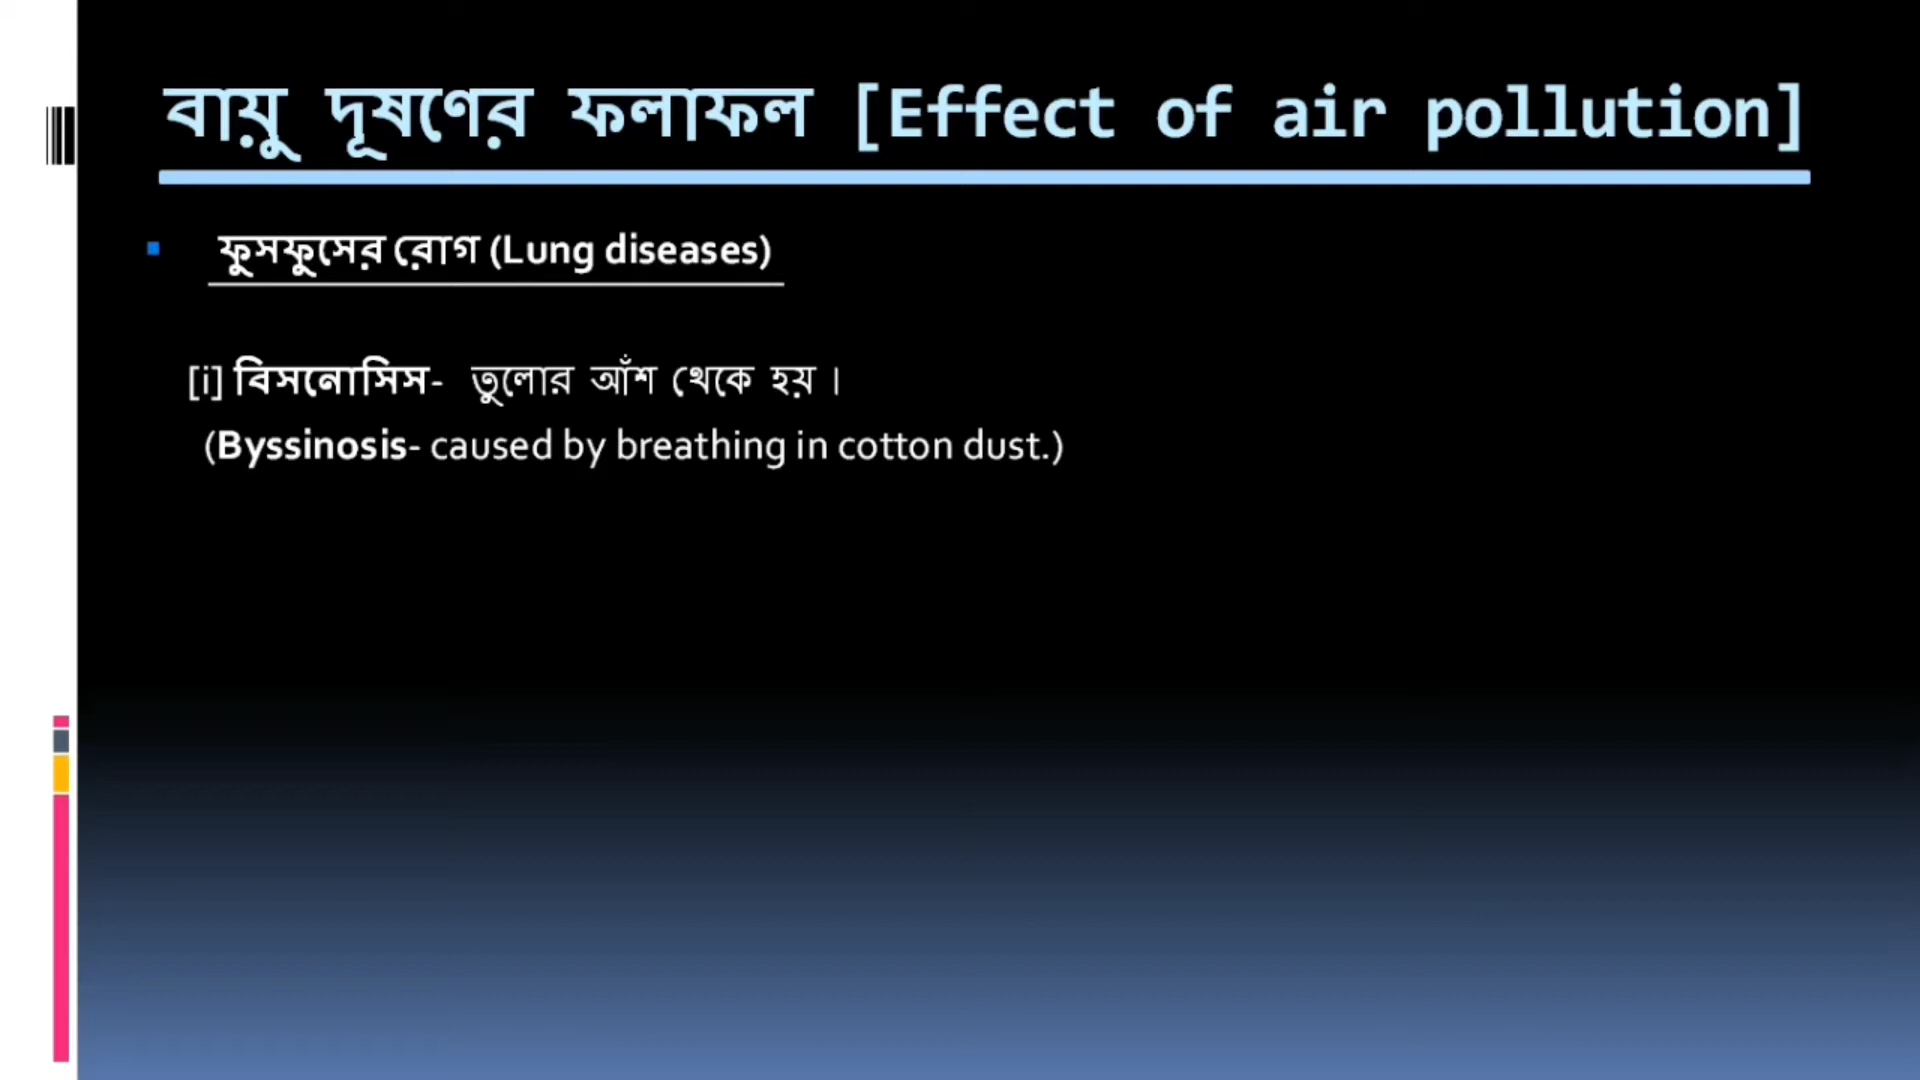 বায়ু দূষণের ফলাফল [Effect of air pollution]
ফুসফুসের রোগ (Lung diseases)
[i] বিসনোসিস- তুলোর আঁশ থেকে হয় ।
(Byssinosis- caused by breathing in cotton dust.)